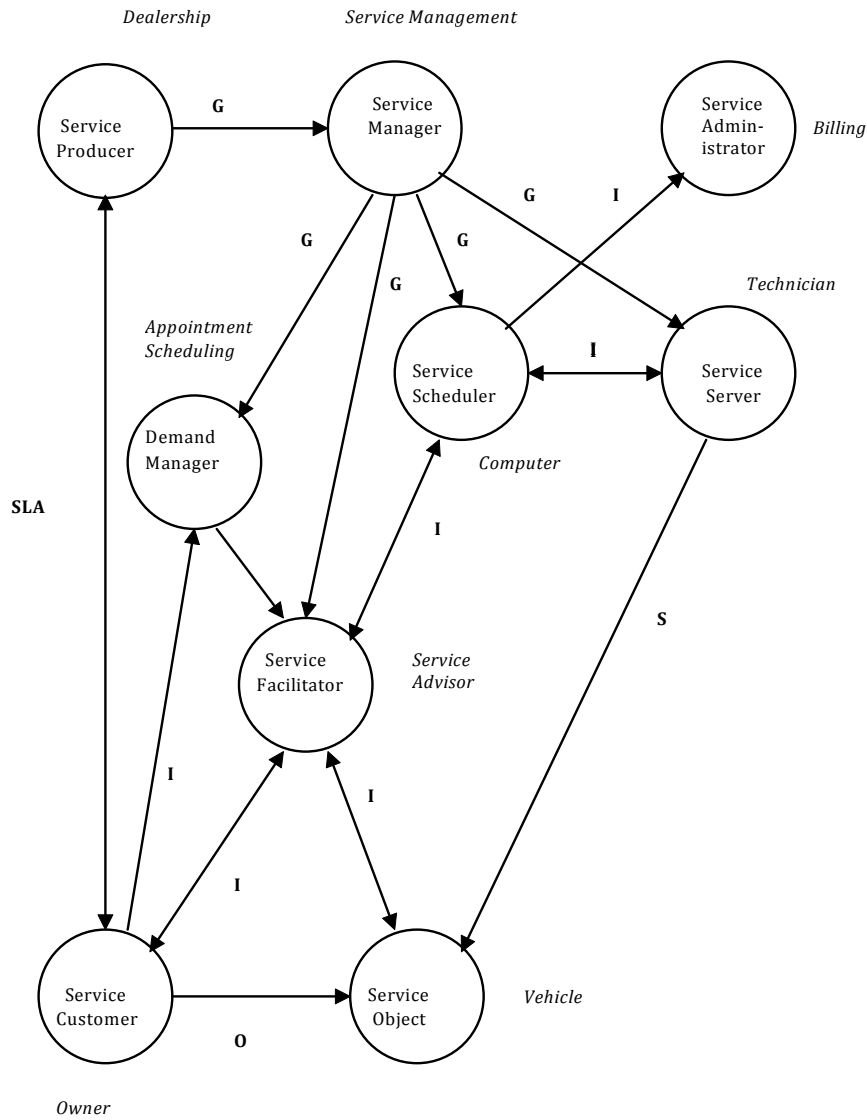 Dealership
Service Management
Service
Producer
G
Service
Manager
Service
Admin-
istrator
Billing
G
G
G
G
I
Technician
Appointment
Scheduling
Service
Scheduler
I
Service
Server
Demand
Manager
Computer
SLA
I
S
Service
Facilitator
Service
Advisor
I
I
I
Service
Customer
O
Service
Object
Vehicle
Owner